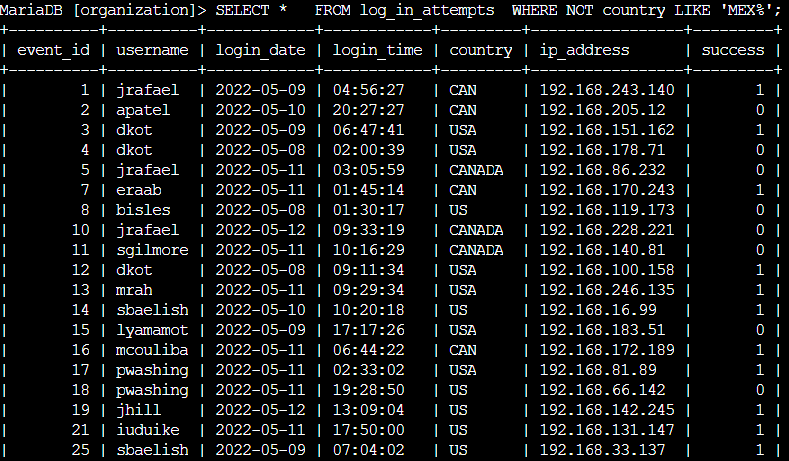 MariaDB [organization]> SELECT *   FROM log_in_attempts  WHERE NOT country LIKE 'MEX%';
+----------+----------+------------+------------+---------+-----------------+---------+
| event_id | username | login_date | login_time | country | ip_address      | success |
+----------+----------+------------+------------+---------+-----------------+---------+
|        1 | jrafael  | 2022-05-09 | 04:56:27   | CAN     | 192.168.243.140 |       1 |
|        2 | apatel   | 2022-05-10 | 20:27:27   | CAN     | 192.168.205.12  |       0 |
|        3 | dkot     | 2022-05-09 | 06:47:41   | USA     | 192.168.151.162 |       1 |
|        4 | dkot     | 2022-05-08 | 02:00:39   | USA     | 192.168.178.71  |       0 |
|        5 | jrafael  | 2022-05-11 | 03:05:59   | CANADA  | 192.168.86.232  |       0 |
|        7 | eraab    | 2022-05-11 | 01:45:14   | CAN     | 192.168.170.243 |       1 |
|        8 | bisles   | 2022-05-08 | 01:30:17   | US      | 192.168.119.173 |       0 |
|       10 | jrafael  | 2022-05-12 | 09:33:19   | CANADA  | 192.168.228.221 |       0 |
|       11 | sgilmore | 2022-05-11 | 10:16:29   | CANADA  | 192.168.140.81  |       0 |
|       12 | dkot     | 2022-05-08 | 09:11:34   | USA     | 192.168.100.158 |       1 |
|       13 | mrah     | 2022-05-11 | 09:29:34   | USA     | 192.168.246.135 |       1 |
|       14 | sbaelish | 2022-05-10 | 10:20:18   | US      | 192.168.16.99   |       1 |
|       15 | lyamamot | 2022-05-09 | 17:17:26   | USA     | 192.168.183.51  |       0 |
|       16 | mcouliba | 2022-05-11 | 06:44:22   | CAN     | 192.168.172.189 |       1 |
|       17 | pwashing | 2022-05-11 | 02:33:02   | USA     | 192.168.81.89   |       1 |
|       18 | pwashing | 2022-05-11 | 19:28:50   | US      | 192.168.66.142  |       0 |
|       19 | jhill    | 2022-05-12 | 13:09:04   | US      | 192.168.142.245 |       1 |
|       21 | iuduike  | 2022-05-11 | 17:50:00   | US      | 192.168.131.147 |       1 |
|       25 | sbaelish | 2022-05-09 | 07:04:02   | US      | 192.168.33.137  |       1 |